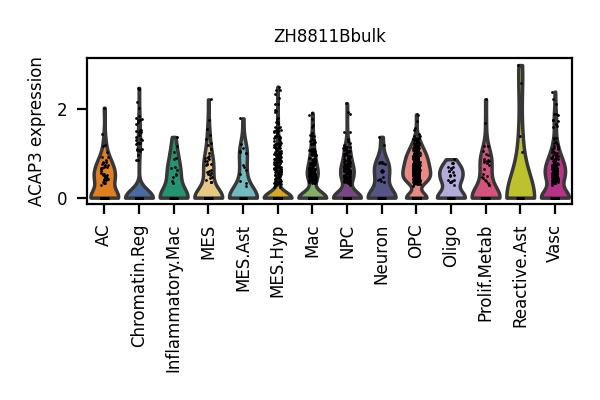 ZH8811Bbulk
ACAP3 expression
2
0
AC
Chromatin.Reg
Inflammatory.Mac
MES
MES.Ast
MES.Hyp
Mac
NPC
Neuron
OPC
Oligo
Prolif.Metab
Reactive.Ast
Vasc